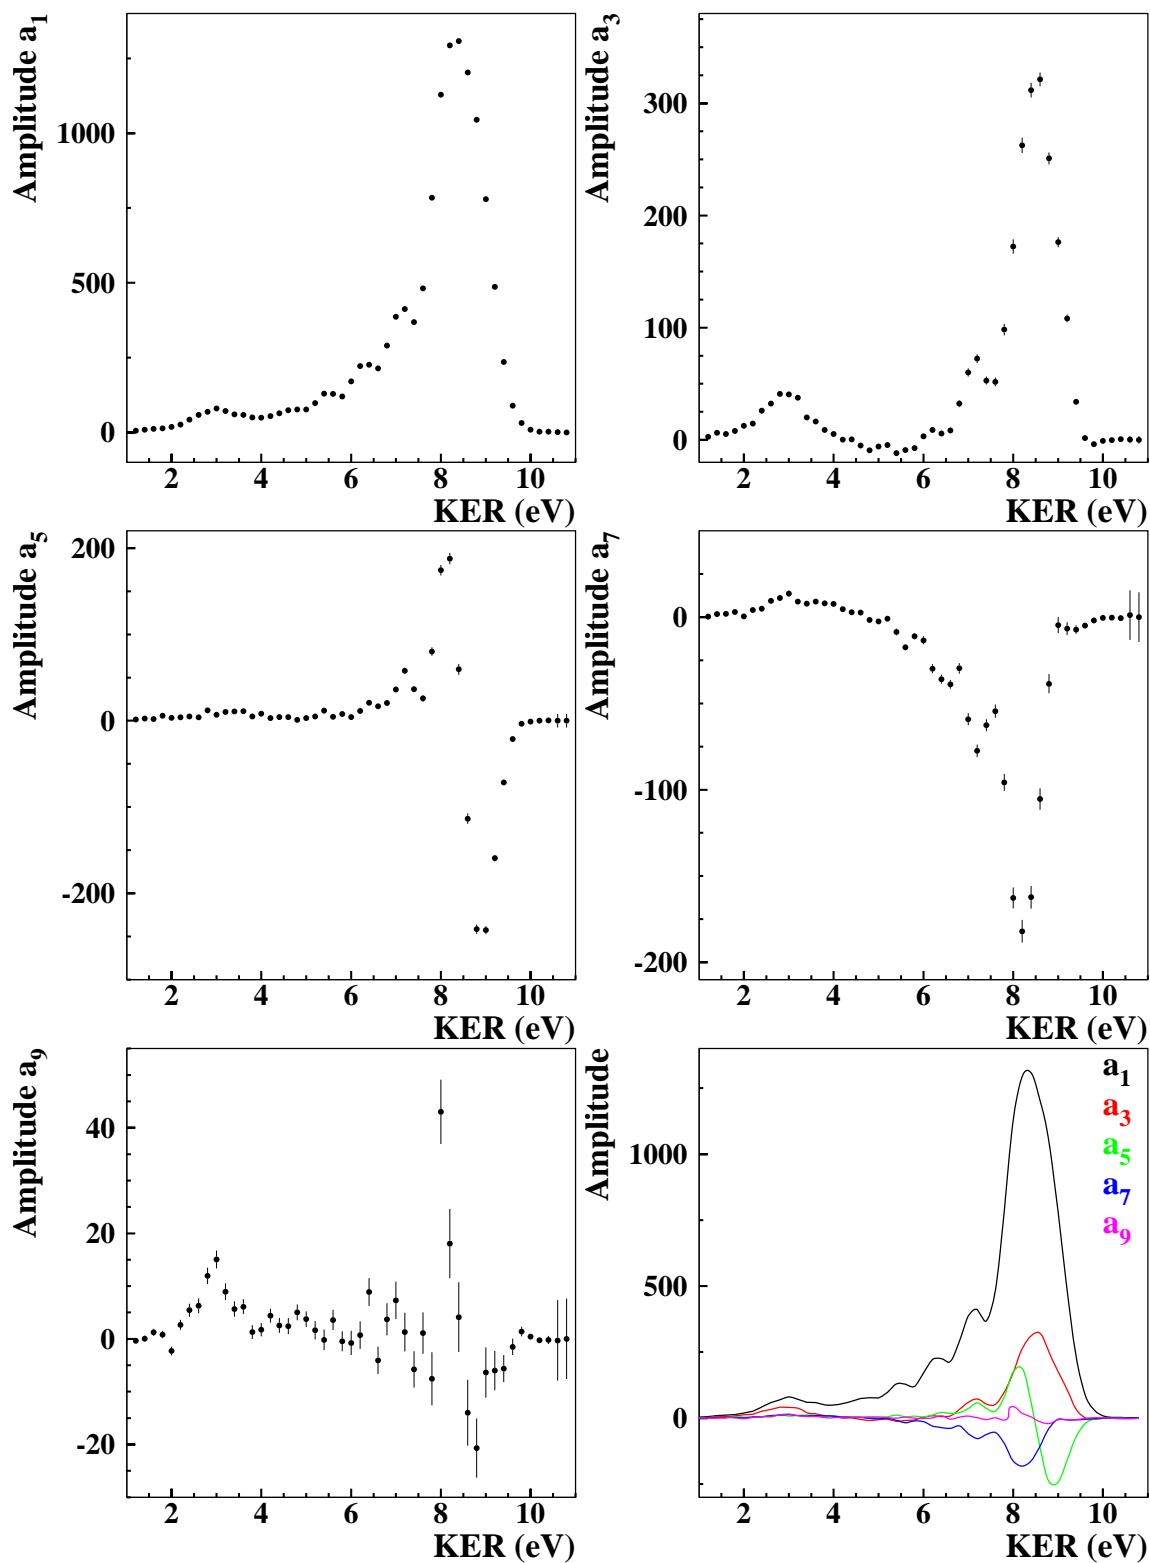 Amplitude a1
1000
500
0
2 4 6 8 10
KER (eV)
Amplitude a3
300
200
100
0
2 4 6 8 10
KER (eV)
Amplitude a5
200
0
-200
2 4 6 8 10
KER (eV)
Amplitude a7
0
-100
-200
2 4 6 8 10
KER (eV)
Amplitude a9
40
20
0
-20
2 4 6 8 10
KER (eV)
Amplitude
1000
500
0
a1
a3
a5
a7
a9
2 4 6 8 10
KER (eV)